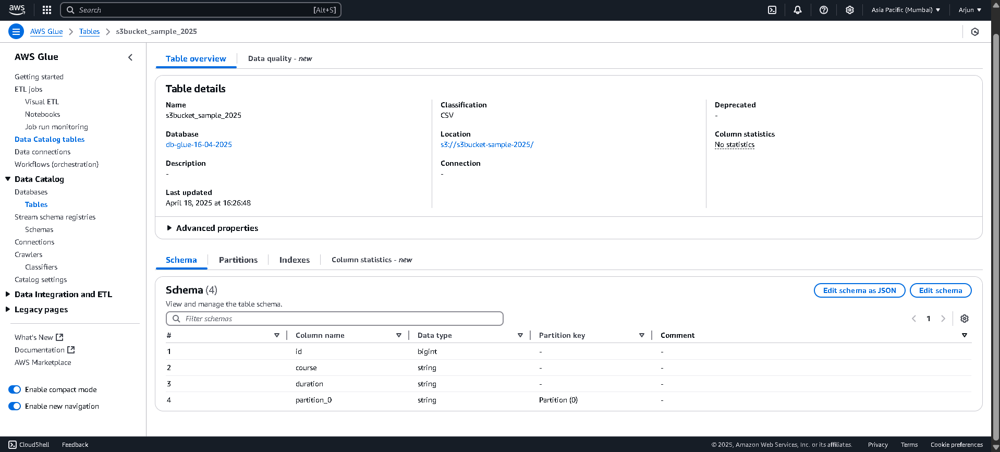 aws
Search [Alt+S]
Asia Pacific (Mumbai)
Arjun
AWS Glue
Tables
s3bucket_sample_2025
AWS Glue
Getting started
ETL jobs
Visual ETL
Notebooks
Job run monitoring
Data Catalog tables
Data connections
Workflows (orchestration)
Data Catalog
Databases
Tables
Stream schema registries
Schemas
Connections
Crawlers
Classifiers
Catalog settings
Data Integration and ETL
Legacy pages
What's New
Documentation
AWS Marketplace
Enable compact mode
Enable new navigation
Table overview
Data quality - new
Table details
Name
s3bucket_sample_2025
Database
db-glue-16-04-2025
Description
-
Last updated
April 18, 2025 at 16:26:48
Classification
CSV
Location
s3://s3bucket-sample-2025/
Connection
-
Deprecated
-
Column statistics
No statistics
Advanced properties
Schema
Partitions
Indexes
Column statistics - new
Schema (4)
View and manage the table schema.
Edit schema as JSON
Edit schema
Filter schemas
1
# Column name Data type Partition key Comment
1 id bigint - -
2 course string - -
3 duration string - -
4 partition_0 string Partition (0) -
CloudShell
Feedback
© 2025, Amazon Web Services, Inc. or its affiliates.
Privacy
Terms
Cookie preferences